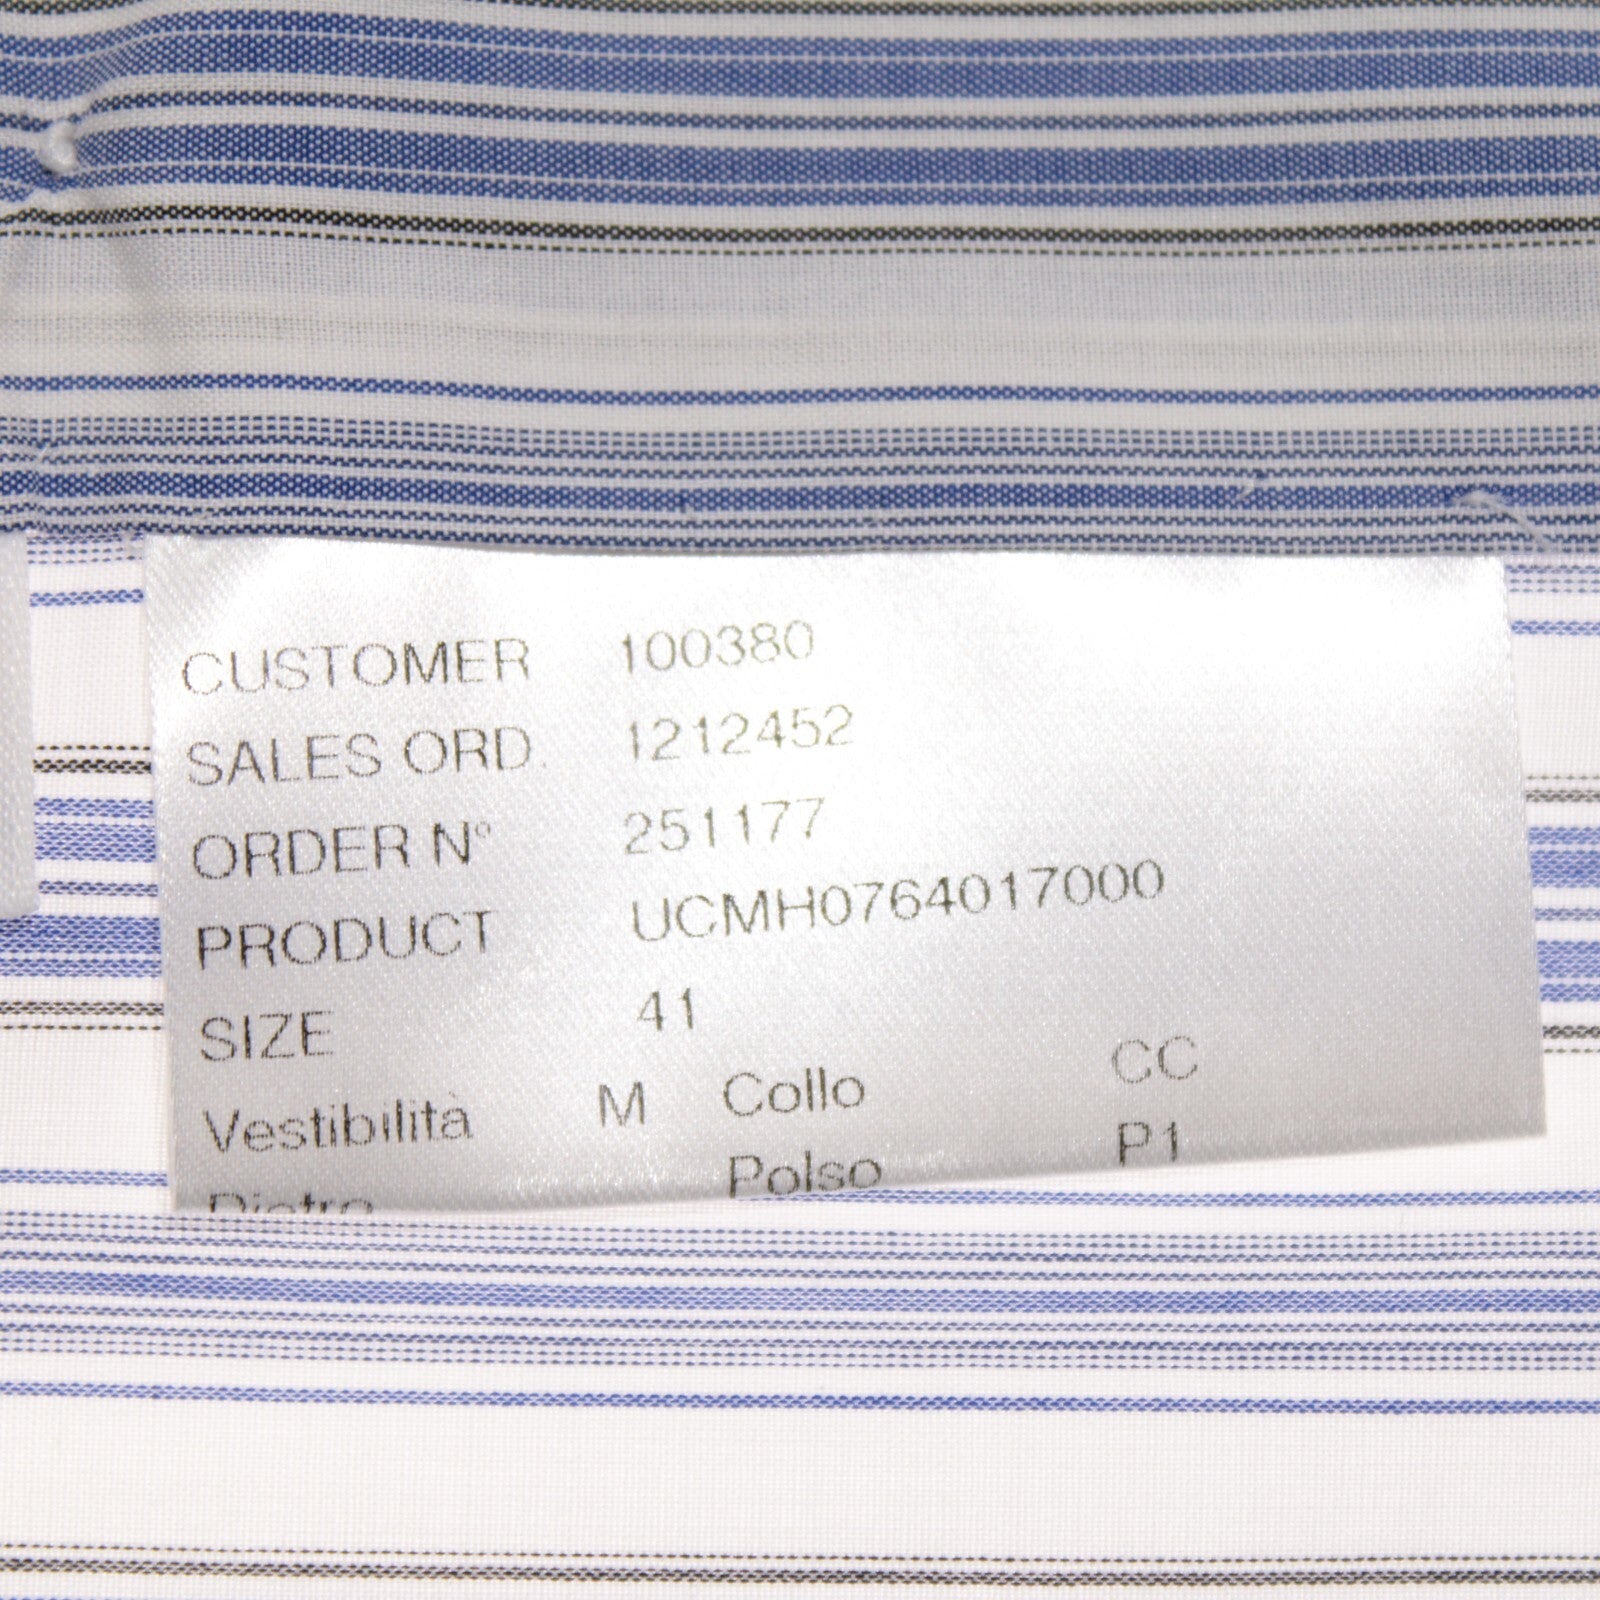 CUSTOMER 100380
SALES ORD. 1212452
ORDER N° 251177
PRODUCT UCMH0764017000
SIZE 41
Vestibilità M Collo CC
Polso P1